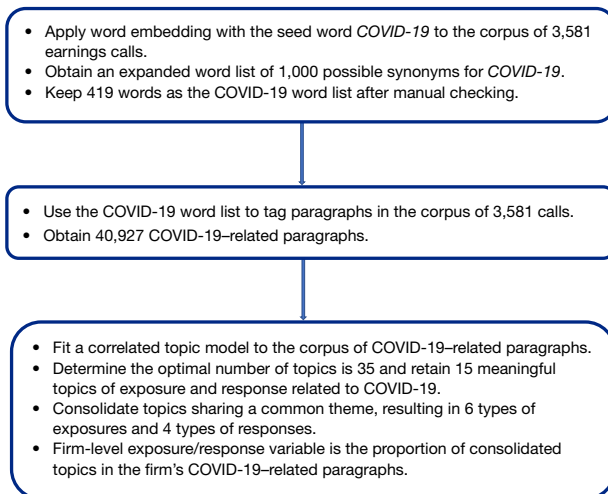 • Apply word embedding with the seed word COVID-19 to the corpus of 3,581
earnings calls.
• Obtain an expanded word list of 1,000 possible synonyms for COVID-19.
• Keep 419 words as the COVID-19 word list after manual checking.
• Use the COVID-19 word list to tag paragraphs in the corpus of 3,581 calls.
• Obtain 40,927 COVID-19–related paragraphs.
• Fit a correlated topic model to the corpus of COVID-19–related paragraphs.
• Determine the optimal number of topics is 35 and retain 15 meaningful
topics of exposure and response related to COVID-19.
• Consolidate topics sharing a common theme, resulting in 6 types of
exposures and 4 types of responses.
• Firm-level exposure/response variable is the proportion of consolidated
topics in the firm's COVID-19–related paragraphs.